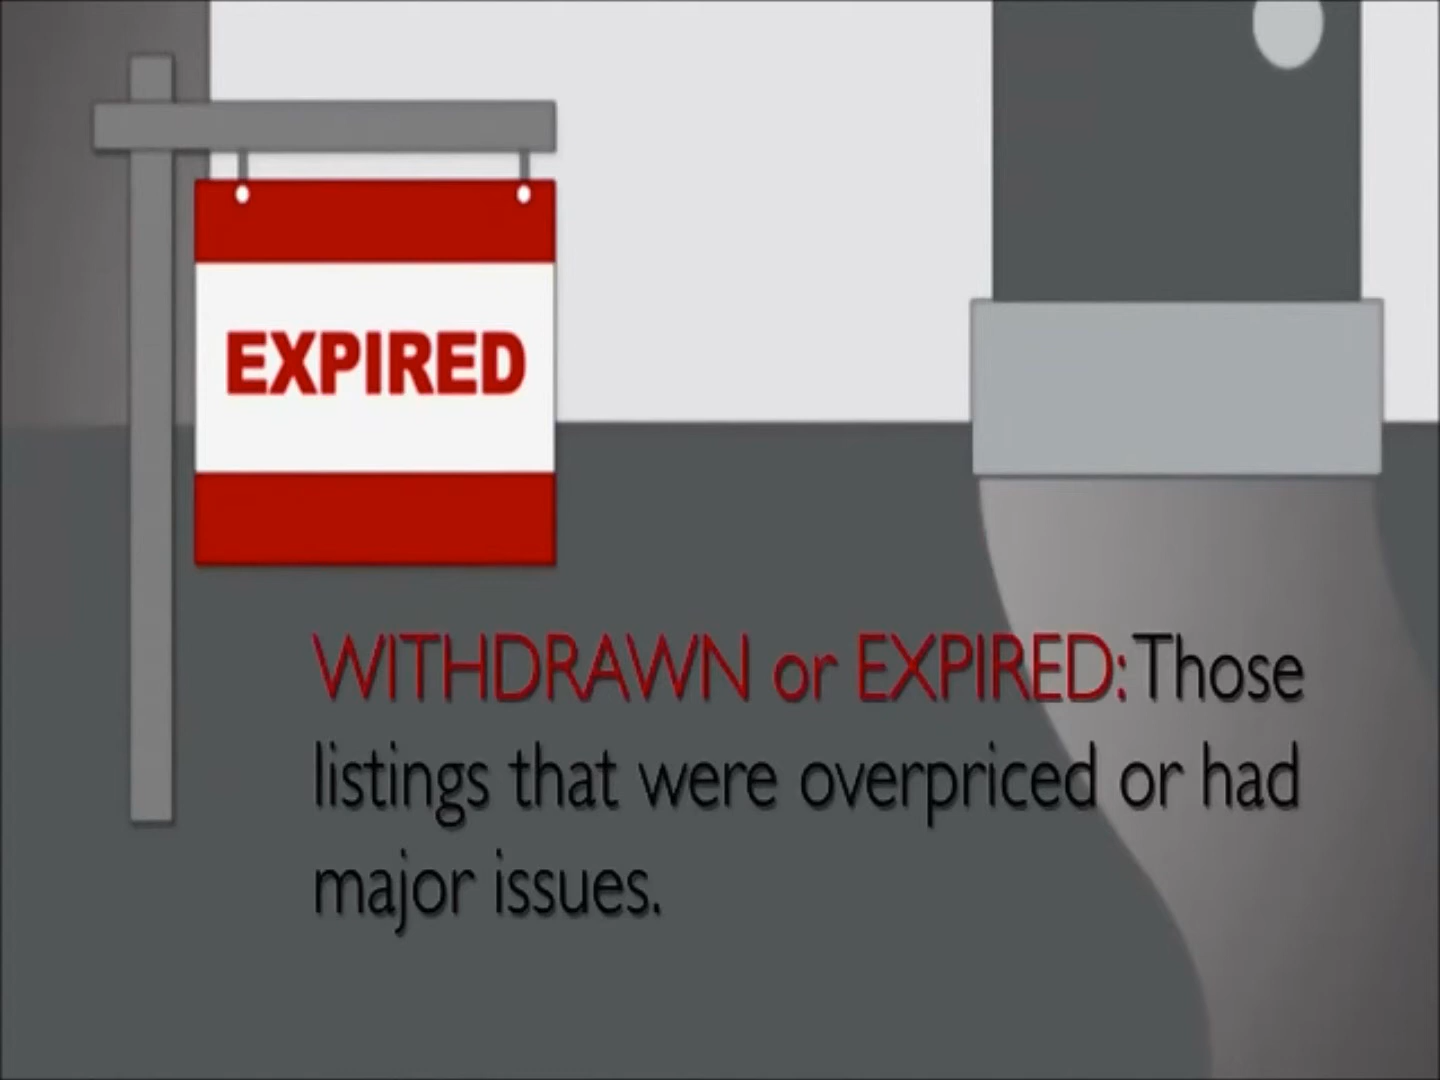 EXPIRED
WITHDRAWN or EXPIRED: Those
listings that were overpriced or had
major issues.